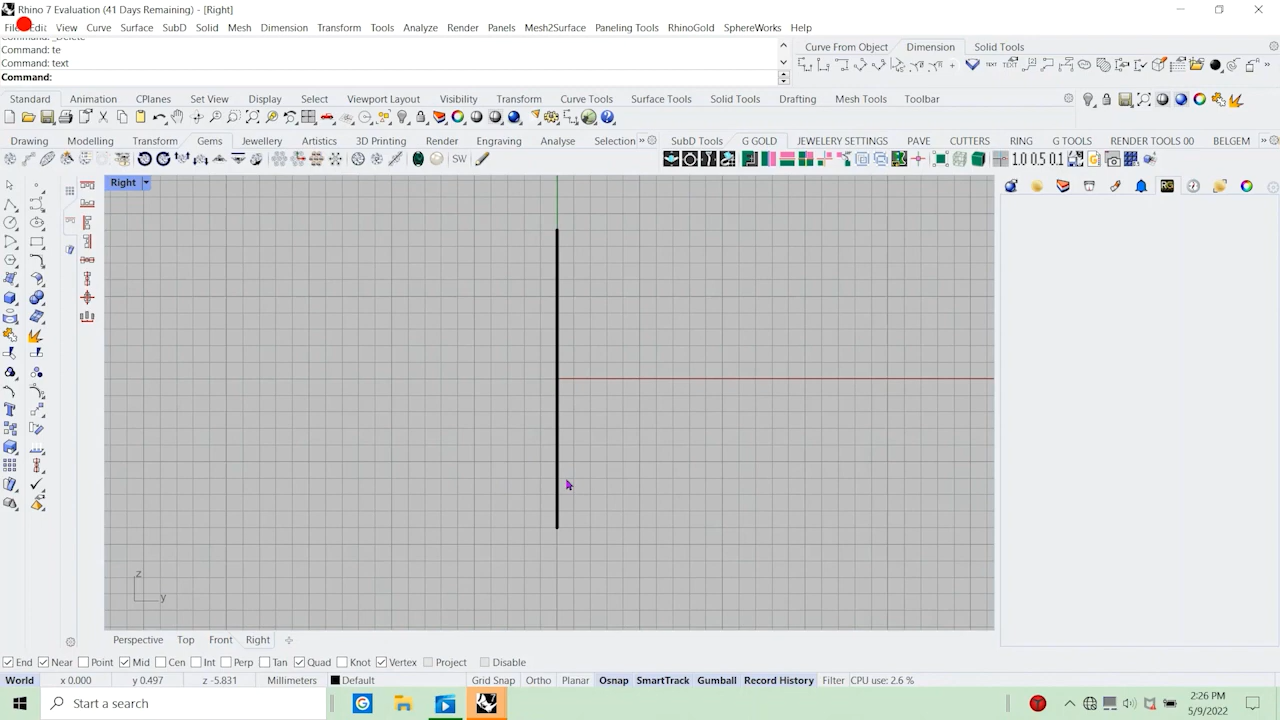 Rhino 7 Evaluation (41 Days Remaining) - [Right]
File Edit View Curve Surface SubD Solid Mesh Dimension Transform Tools Analyze Render Panels Mesh2Surface Paneling Tools RhinoGold SphereWorks Help
Command: te
Command: text
Command:
Curve From Object Dimension Solid Tools
Standard Animation CPlanes Set View Display Select Viewport Layout Visibility Transform Curve Tools Surface Tools Solid Tools Drafting Mesh Tools Toolbar
Drawing Modelling Transform Gems Jewellery Artistics 3D Printing Render Engraving Analyse Selection » SubD Tools G GOLD JEWELERY SETTINGS PAVE CUTTERS RING G TOOLS RENDER TOOLS 00 BELGEM »
SW 1.0 0.5 0.1
RG
Right
z
y
Perspective Top Front Right
End Near Point Mid Cen Int Perp Tan Quad Knot Vertex Project Disable
World x 0.000 y 0.497 z -5.831 Millimeters Default Grid Snap Ortho Planar Osnap SmartTrack Gumball Record History Filter CPU use: 2.6 %
Start a search
2:26 PM
5/9/2022